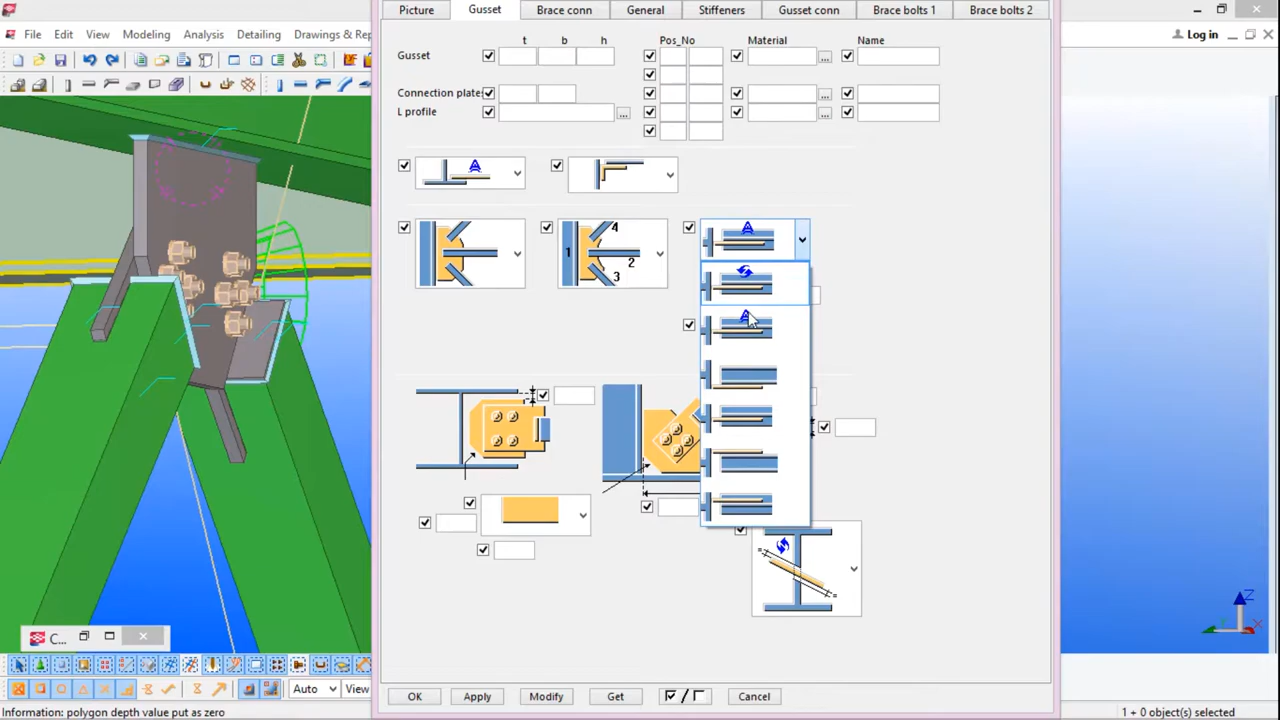 Picture Gusset Brace conn General Stiffeners Gusset conn Brace bolts 1 Brace bolts 2
File Edit View Modeling Analysis Detailing Drawings & Rep
Log in
t b h Pos_No Material Name
Gusset
Connection plates
L profile
A
A
4
1 2
3
A
C...
OK Apply Modify Get / Cancel
Auto View
Z
Information: polygon depth value put as zero
1 + 0 object(s) selected